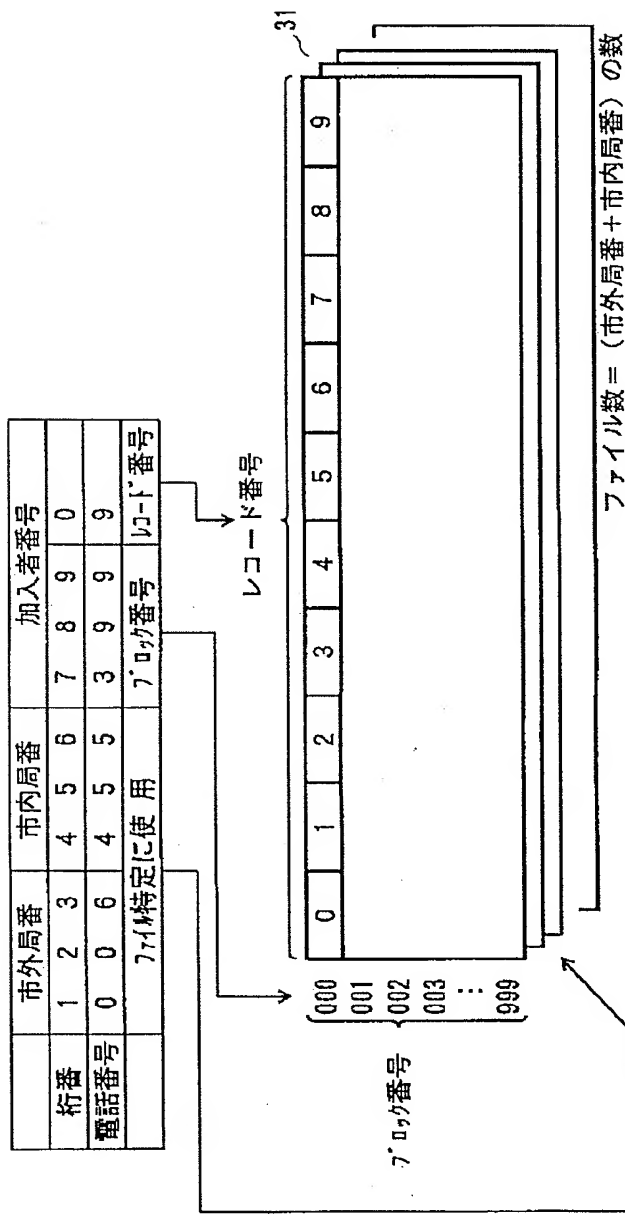 市外局番 市内局番 加入者番号
桁番 1 2 3 4 5 6 7 8 9 0
電話番号 0 0 6 4 5 5 3 9 9 9
ファイル特定に使用 ブロック番号 レコード番号
レコード番号
31
0 1 2 3 4 5 6 7 8 9
ブロック番号
000
001
002
003
⋮
999
ファイル数=(市外局番+市内局番)の数